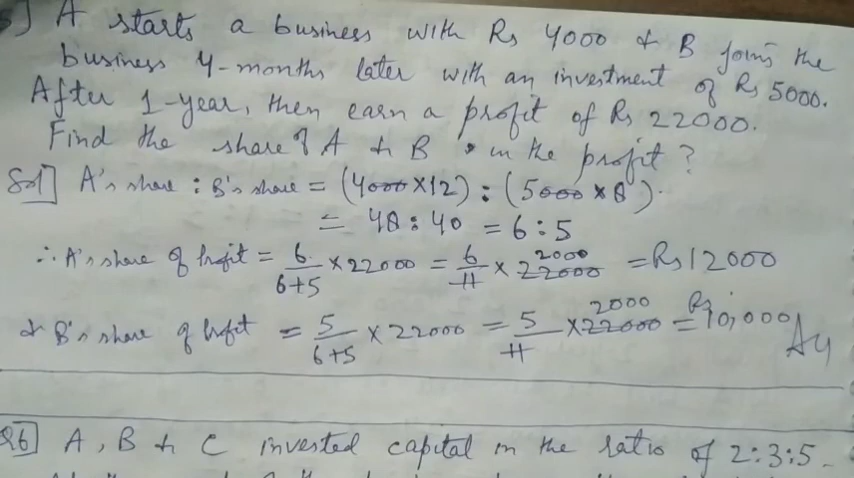 A starts a business with Rs 4000 & B joins the
business 4-months later with an investment of Rs 5000.
After 1-year, then earn a profit of Rs 22000.
Find the share of A & B in the profit ?
Sol] A's share : B's share = (4000 × 12) : (5000 × 8).
= 48 : 40 = 6 : 5
∴ A's share of profit = 6/6+5 × 22000 = 6/11 × 22000 2000 = Rs 12000
& B's share of profit = 5/6+5 × 22000 = 5/11 × 22000 2000 = Rs 10,000 Ans
Q6] A, B & C invested capital in the ratio of 2:3:5.